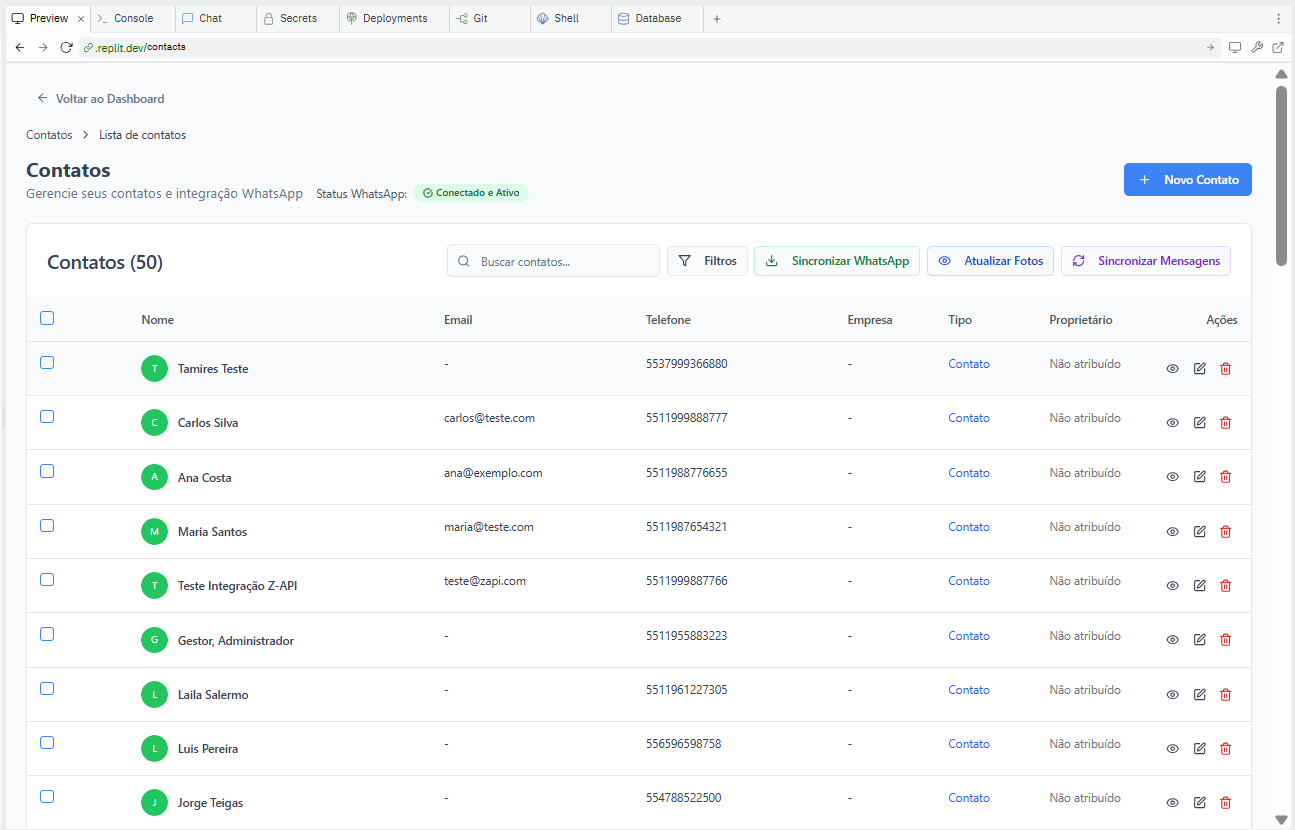 Preview
Console
Chat
Secrets
Deployments
Git
Shell
Database
.replit.dev/contacts
Voltar ao Dashboard
Contatos > Lista de contatos
Contatos
Gerencie seus contatos e integração WhatsApp Status WhatsApp: Conectado e Ativo
+ Novo Contato
Contatos (50)
Buscar contatos...
Filtros
Sincronizar WhatsApp
Atualizar Fotos
Sincronizar Mensagens
Nome Email Telefone Empresa Tipo Proprietário Ações
T Tamires Teste - 5537999366880 - Contato Não atribuído
C Carlos Silva carlos@teste.com 5511999888777 - Contato Não atribuído
A Ana Costa ana@exemplo.com 5511988776655 - Contato Não atribuído
M Maria Santos maria@teste.com 5511987654321 - Contato Não atribuído
T Teste Integração Z-API teste@zapi.com 5511999887766 - Contato Não atribuído
G Gestor, Administrador - 5511955883223 - Contato Não atribuído
L Laila Salermo - 5511961227305 - Contato Não atribuído
L Luis Pereira - 556596598758 - Contato Não atribuído
J Jorge Teigas - 554788522500 - Contato Não atribuído